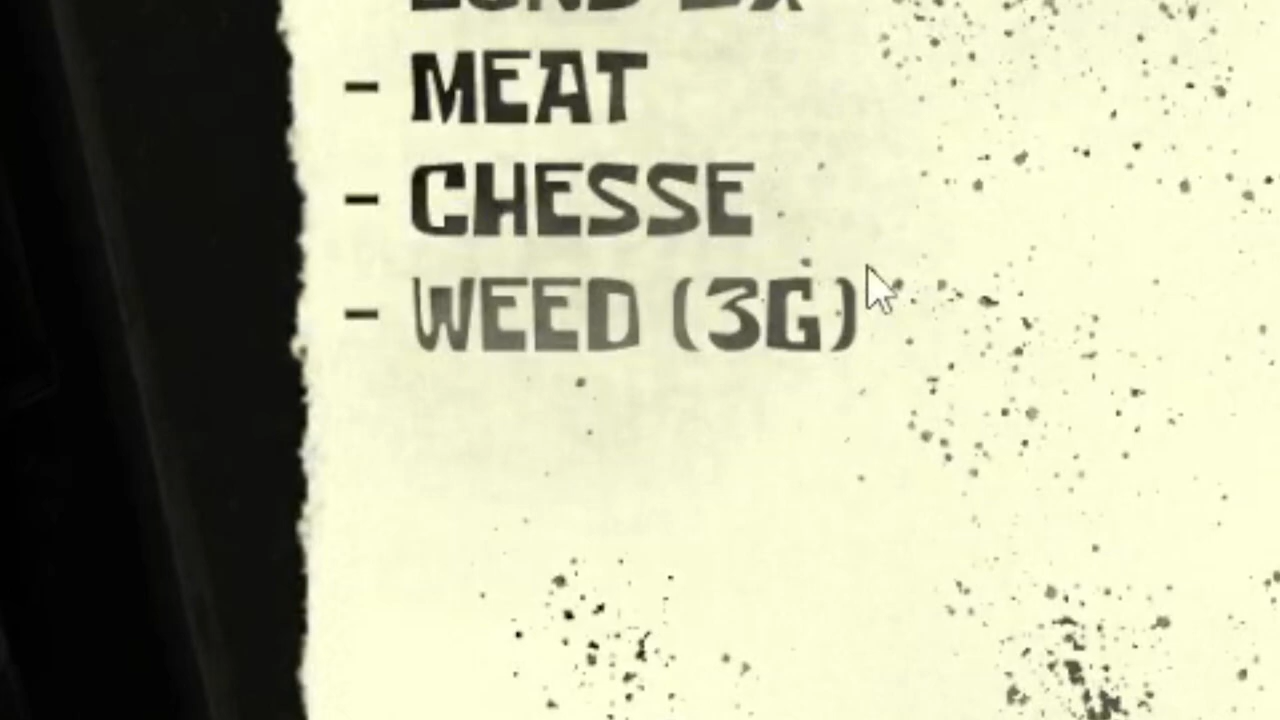 - MEAT
- CHESSE
- WEED (3G)